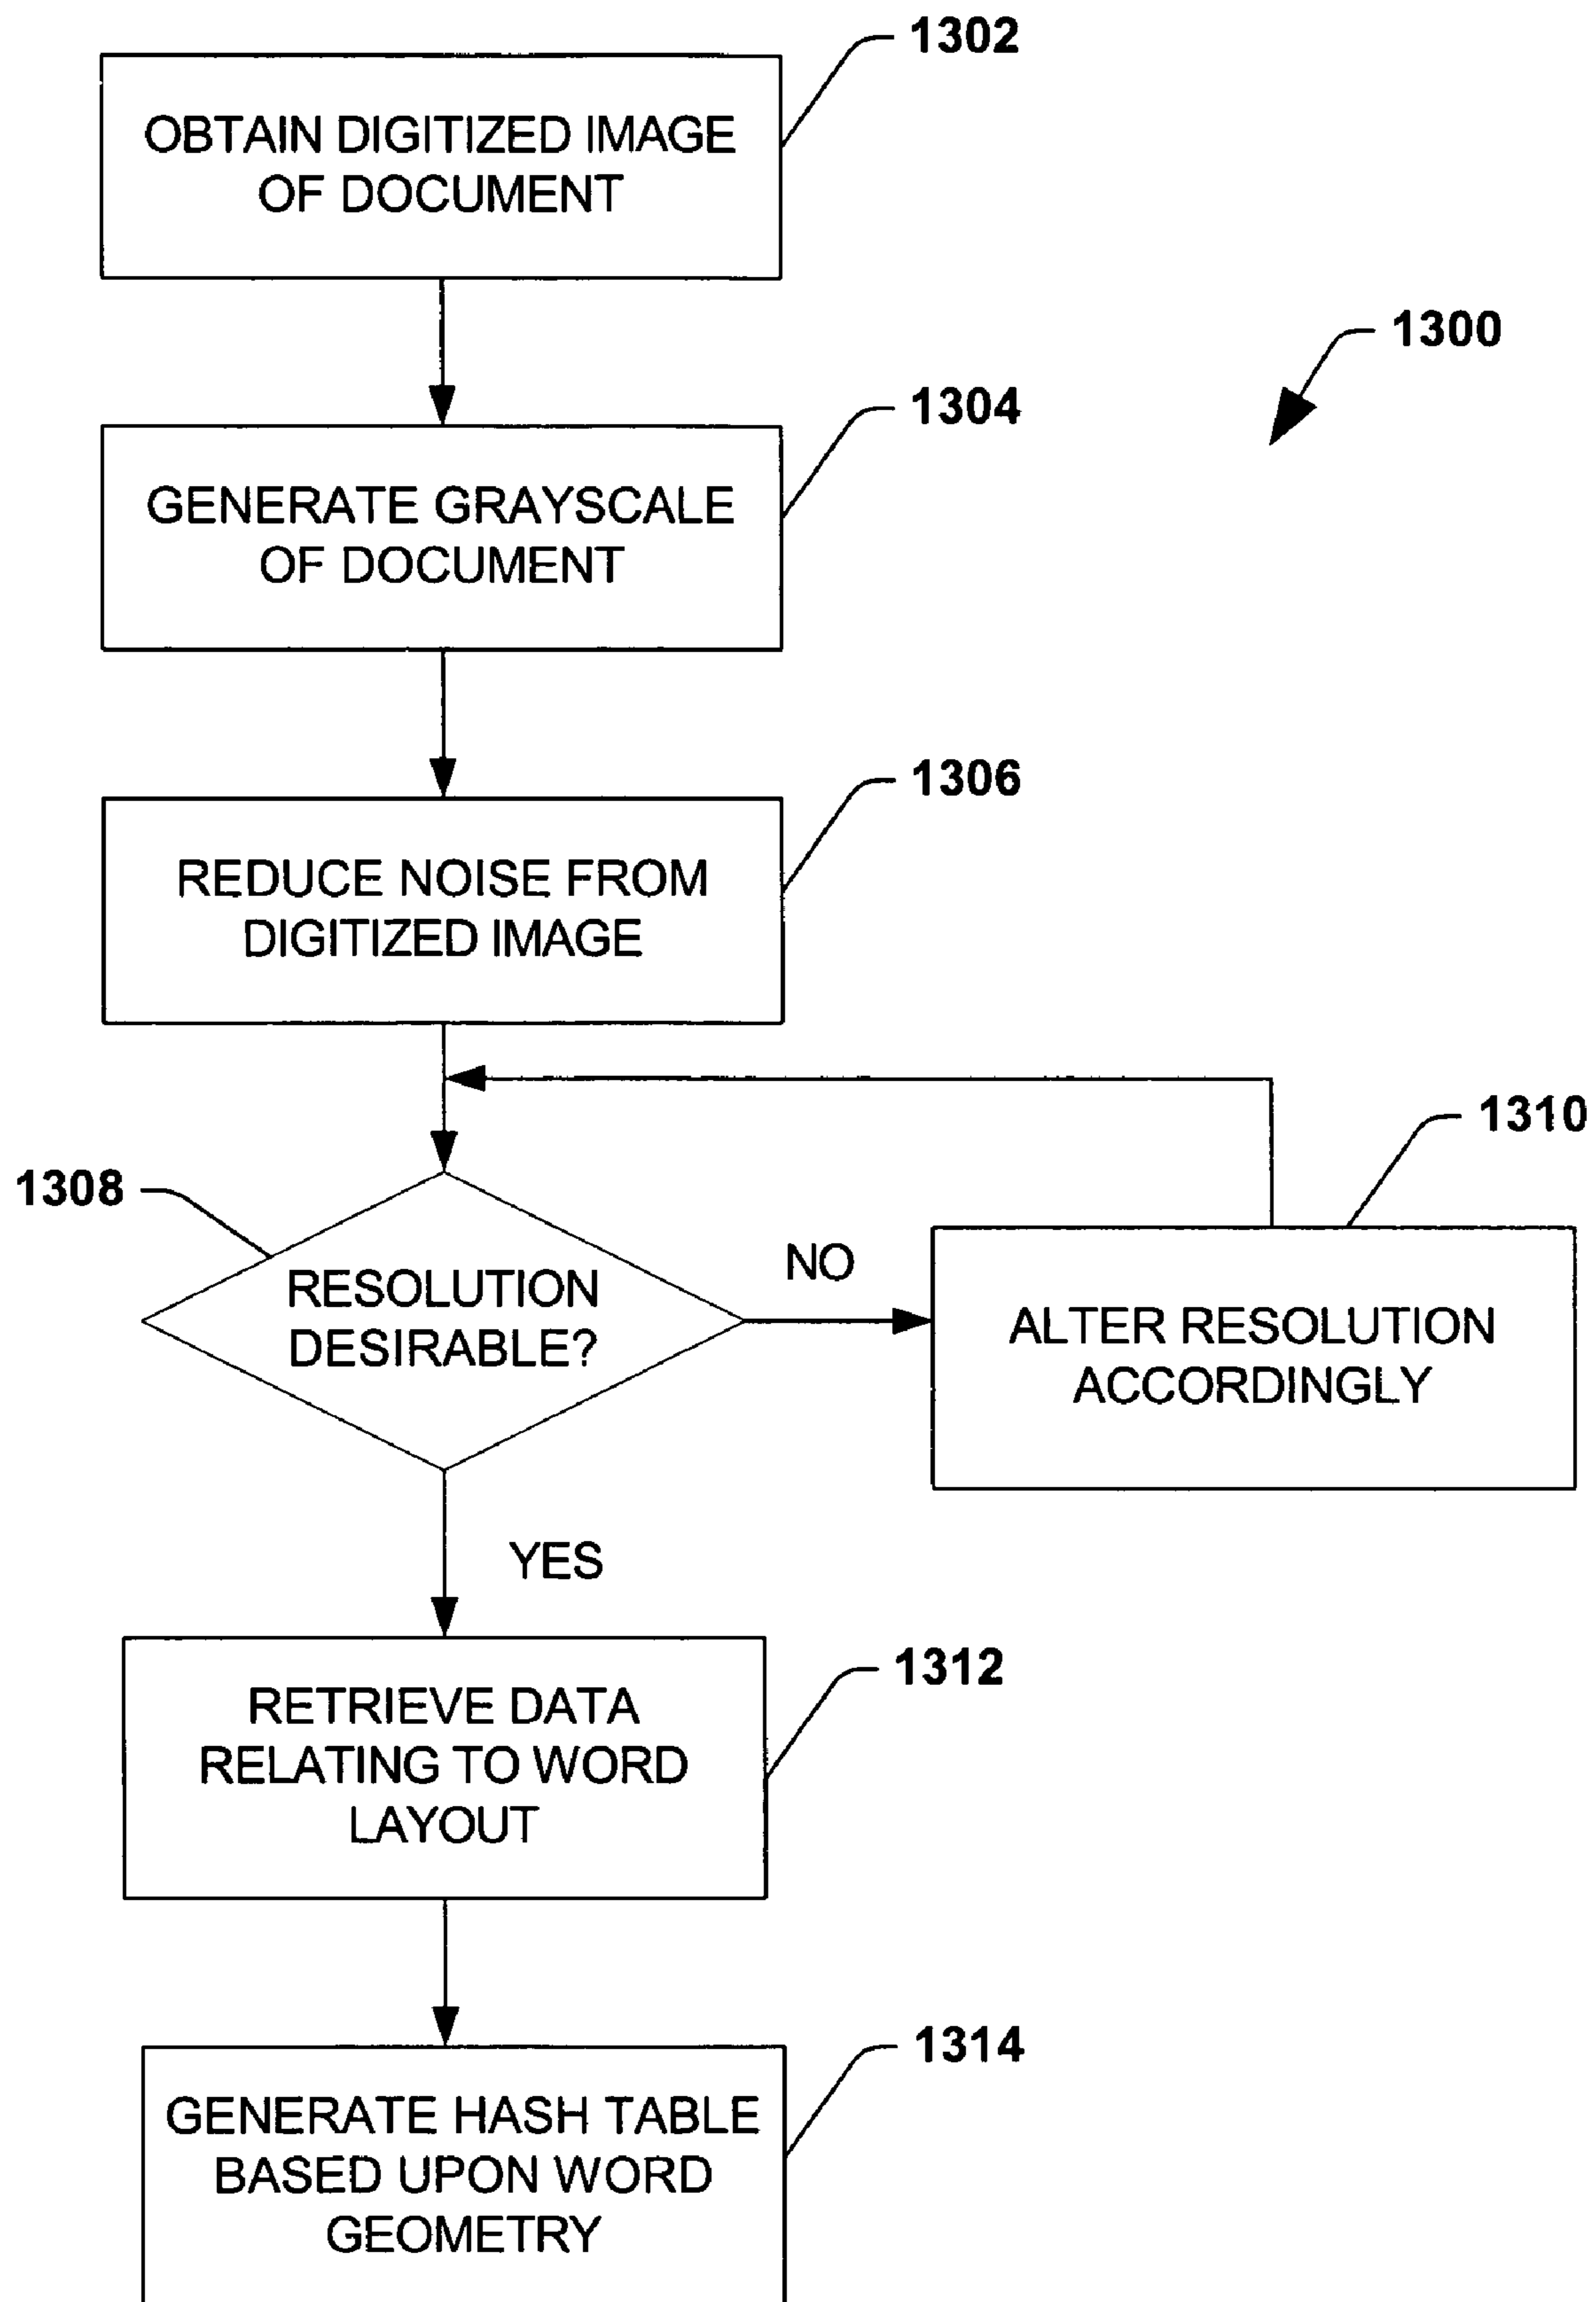 1302
OBTAIN DIGITIZED IMAGE
OF DOCUMENT
1300
1304
GENERATE GRAYSCALE
OF DOCUMENT
1306
REDUCE NOISE FROM
DIGITIZED IMAGE
1308
RESOLUTION
DESIRABLE?
NO
1310
ALTER RESOLUTION
ACCORDINGLY
YES
1312
RETRIEVE DATA
RELATING TO WORD
LAYOUT
1314
GENERATE HASH TABLE
BASED UPON WORD
GEOMETRY